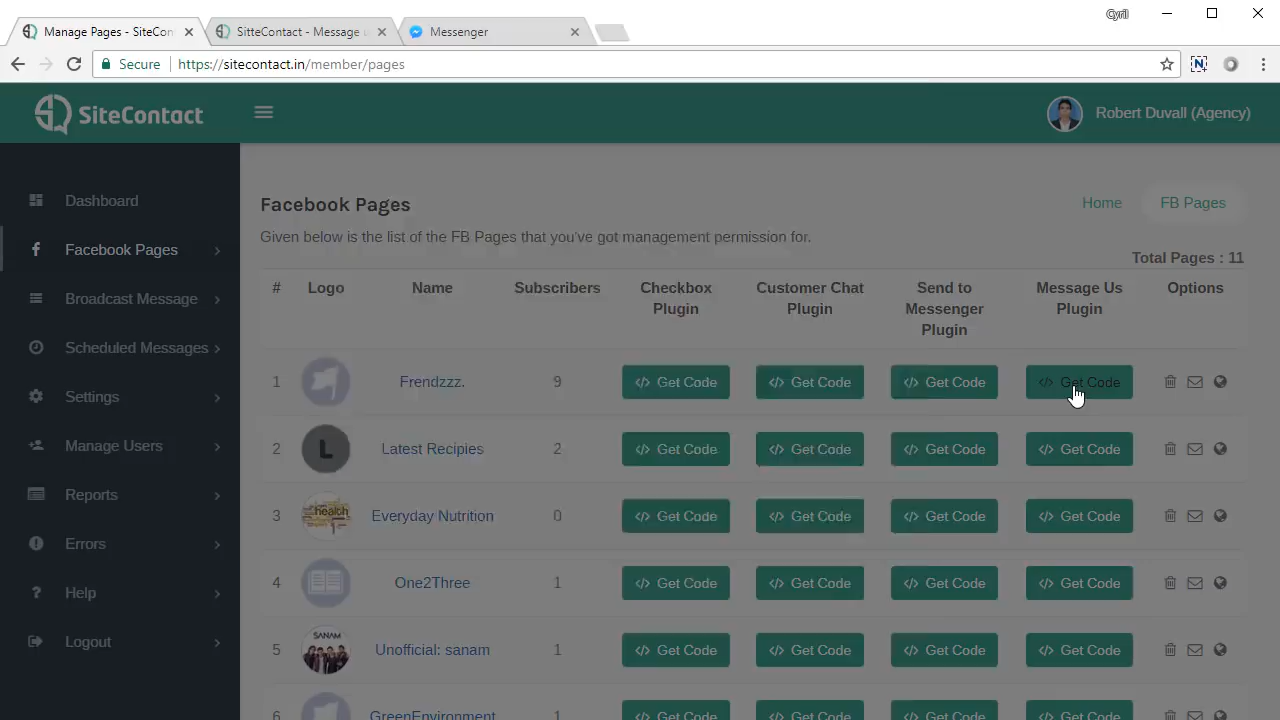 Cyril
Manage Pages - SiteCon
SitteContact - Message u
Messenger
Secure
https://sitecontact.in/member/pages
SiteContact
Robert Duvall (Agency)
Dashboard
Facebook Pages
Broadcast Message
Scheduled Messages
Settings
Manage Users
Reports
Errors
Help
Logout
Facebook Pages
Home
FB Pages
Given below is the list of the FB Pages that you've got management permission for.
Total Pages : 11
# Logo Name Subscribers Checkbox Plugin Customer Chat Plugin Send to Messenger Plugin Message Us Plugin Options
1 Frendzzz. 9 </> Get Code </> Get Code </> Get Code </> Get Code
2 L Latest Recipies 2 </> Get Code </> Get Code </> Get Code </> Get Code
3 health Everyday Nutrition 0 </> Get Code </> Get Code </> Get Code </> Get Code
4 One2Three 1 </> Get Code </> Get Code </> Get Code </> Get Code
5 SANAM Unofficial: sanam 1 </> Get Code </> Get Code </> Get Code </> Get Code
6 GreenEnvironment 1 </> Get Code </> Get Code </> Get Code </> Get Code